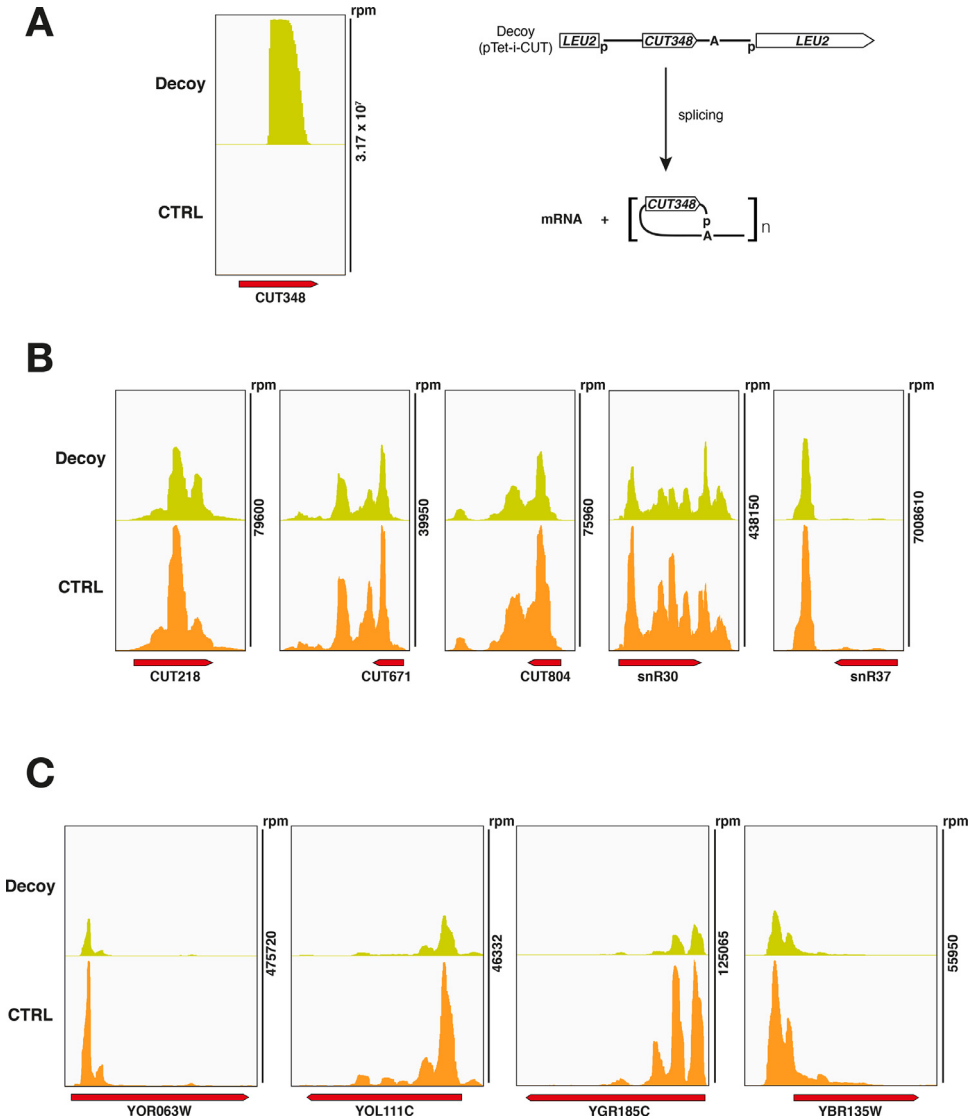 A
rpm
Decoy
CTRL
3.17 x 10⁷
CUT348
Decoy
(pTet-i-CUT)
LEU2
p
CUT348
A
p
LEU2
splicing
mRNA + [
CUT348
p
A
] n
B
rpm
rpm
rpm
rpm
rpm
Decoy
CTRL
79600
39950
75960
438150
7008610
CUT218
CUT671
CUT804
snR30
snR37
C
rpm
rpm
rpm
rpm
Decoy
CTRL
475720
46332
125065
55950
YOR063W
YOL111C
YGR185C
YBR135W